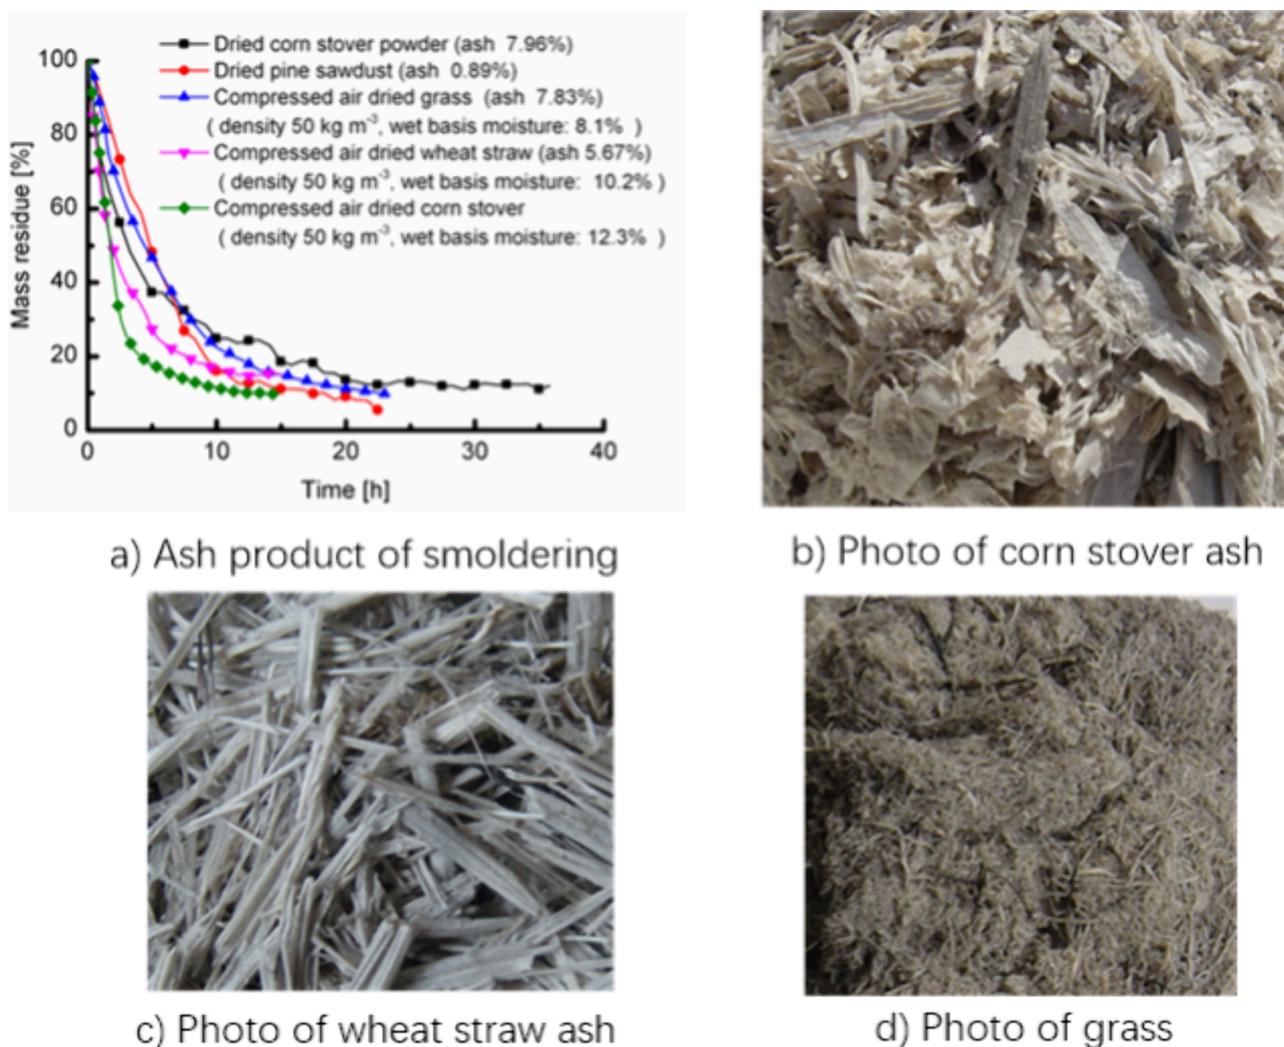 100
80
60
40
20
0
Mass residue [%]
Dried corn stover powder (ash 7.96%)
Dried pine sawdust (ash 0.89%)
Compressed air dried grass (ash 7.83%)
( density 50 kg m⁻³, wet basis moisture: 8.1% )
Compressed air dried wheat straw (ash 5.67%)
( density 50 kg m⁻³, wet basis moisture: 10.2% )
Compressed air dried corn stover
( density 50 kg m⁻³, wet basis moisture: 12.3% )
0 10 20 30 40
Time [h]
a) Ash product of smoldering
b) Photo of corn stover ash
c) Photo of wheat straw ash
d) Photo of grass